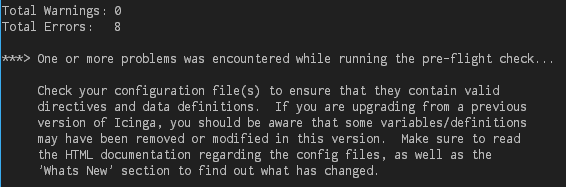 Total Warnings: 0
Total Errors:   8
***> One or more problems was encountered while running the pre-flight check...
Check your configuration file(s) to ensure that they contain valid
directives and data definitions.  If you are upgrading from a previous
version of Icinga, you should be aware that some variables/definitions
may have been removed or modified in this version.  Make sure to read
the HTML documentation regarding the config files, as well as the
'Whats New' section to find out what has changed.